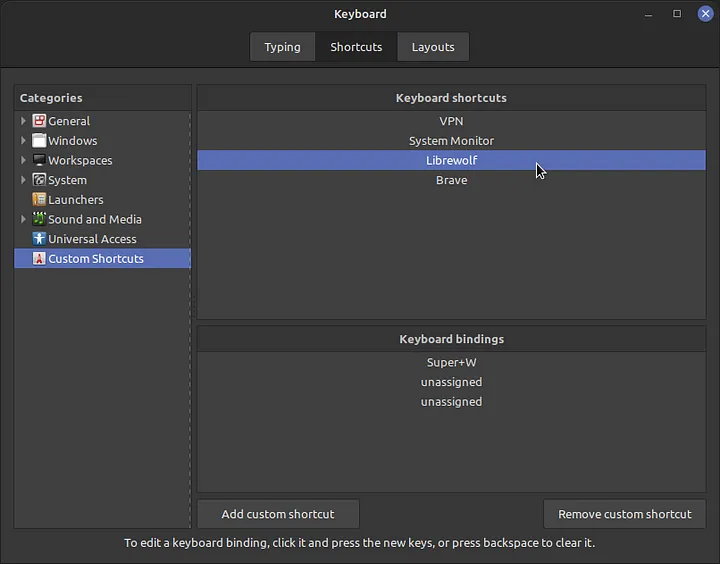 Keyboard
Typing Shortcuts Layouts
Categories
General
Windows
Workspaces
System
Launchers
Sound and Media
Universal Access
Custom Shortcuts
Keyboard shortcuts
VPN
System Monitor
Librewolf
Brave
Keyboard bindings
Super+W
unassigned
unassigned
Add custom shortcut Remove custom shortcut
To edit a keyboard binding, click it and press the new keys, or press backspace to clear it.